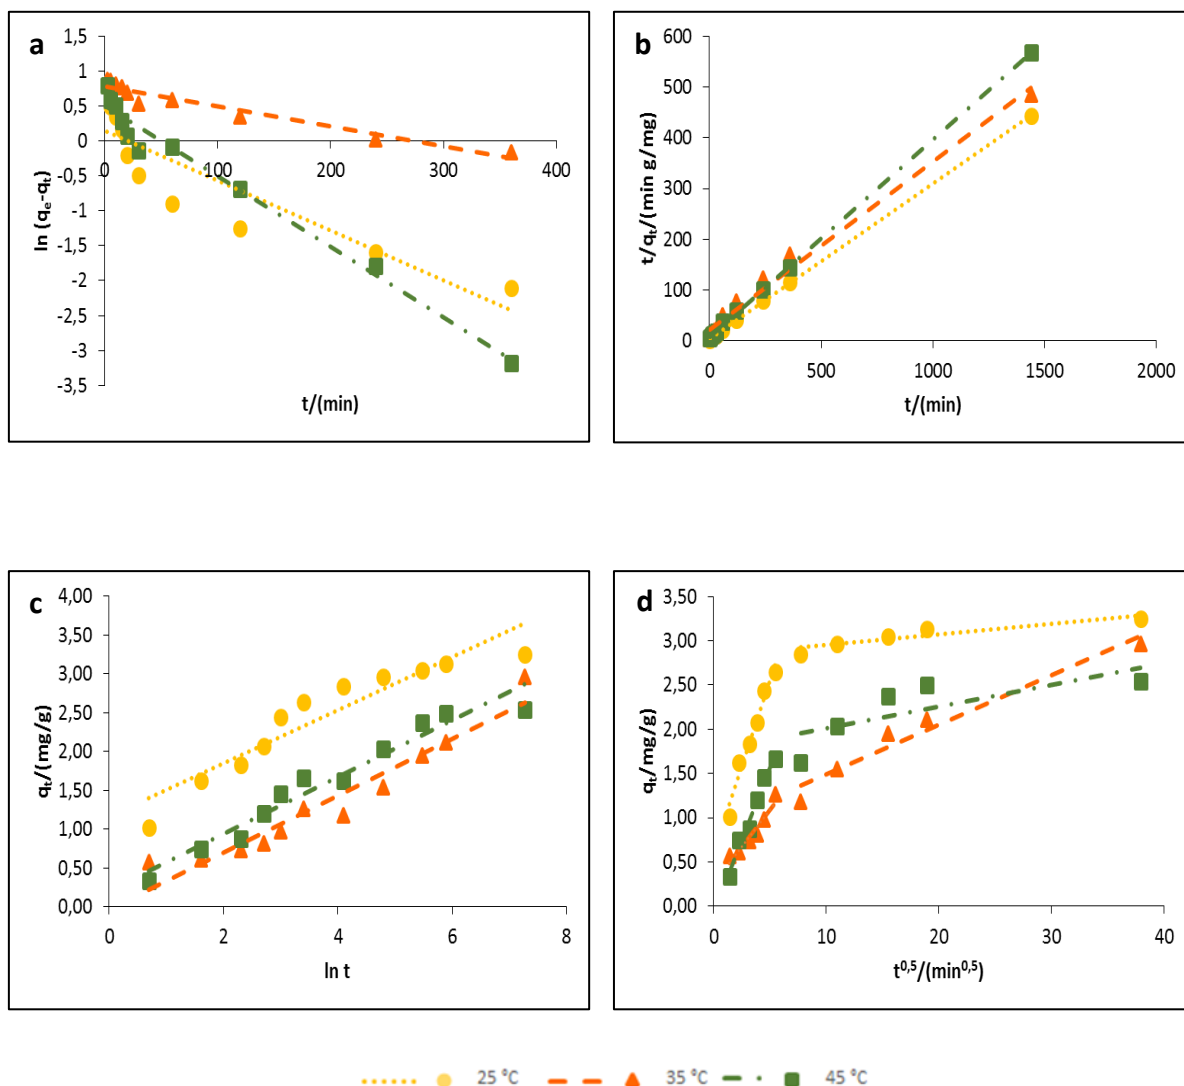 a
1,5
1
0,5
0
-0,5
-1
-1,5
-2
-2,5
-3
-3,5
0 100 200 300 400
ln (qe-qt)
t/(min)
b
600
500
400
300
200
100
0
0 500 1000 1500 2000
t/qt/(min g/mg)
t/(min)
c
4,00
3,50
3,00
2,50
2,00
1,50
1,00
0,50
0,00
0 2 4 6 8
qt/(mg/g)
ln t
d
3,50
3,00
2,50
2,00
1,50
1,00
0,50
0,00
0 10 20 30 40
qt/mg/g)
t0,5/(min0,5)
25 °C 35 °C 45 °C